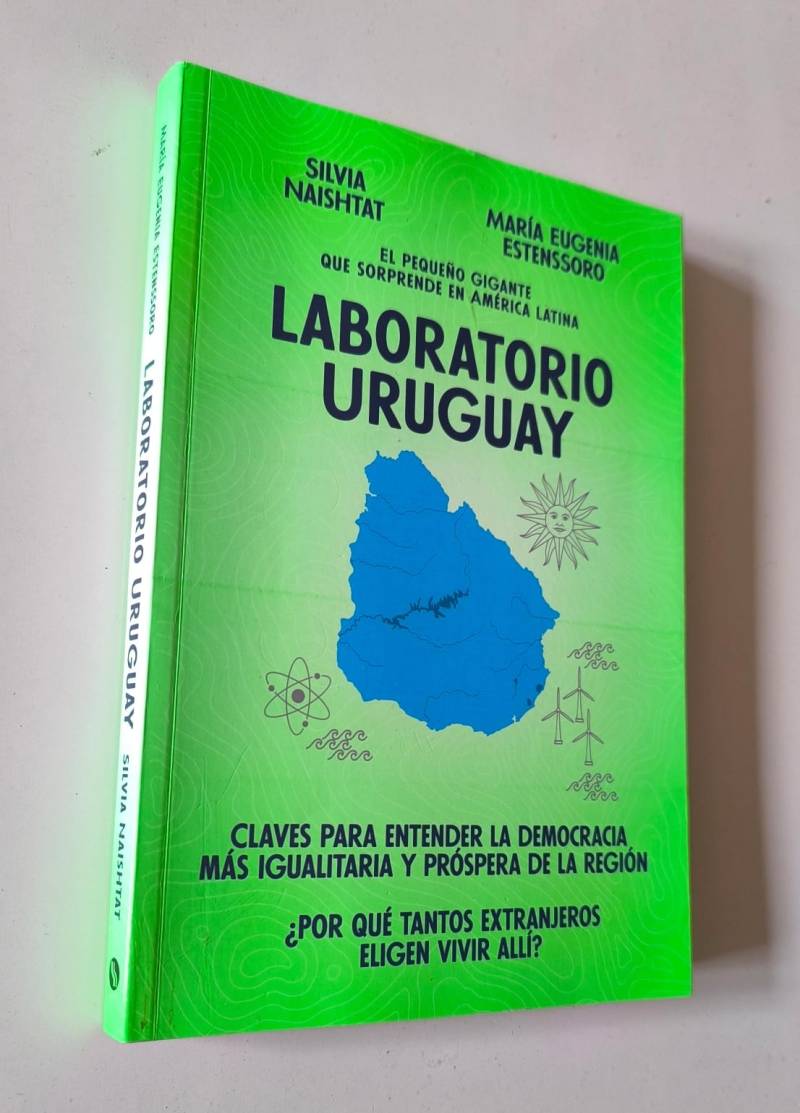 SILVIA
NAISHTAT
MARÍA EUGENIA
ESTENSSORO
EL PEQUEÑO GIGANTE
QUE SORPRENDE EN AMÉRICA LATINA
LABORATORIO
URUGUAY
CLAVES PARA ENTENDER LA DEMOCRACIA
MÁS IGUALITARIA Y PRÓSPERA DE LA REGIÓN
¿POR QUÉ TANTOS EXTRANJEROS
ELIGEN VIVIR ALLÍ?
MARÍA EUGENIA ESTENSSORO LABORATORIO URUGUAY SILVIA NAISHTAT